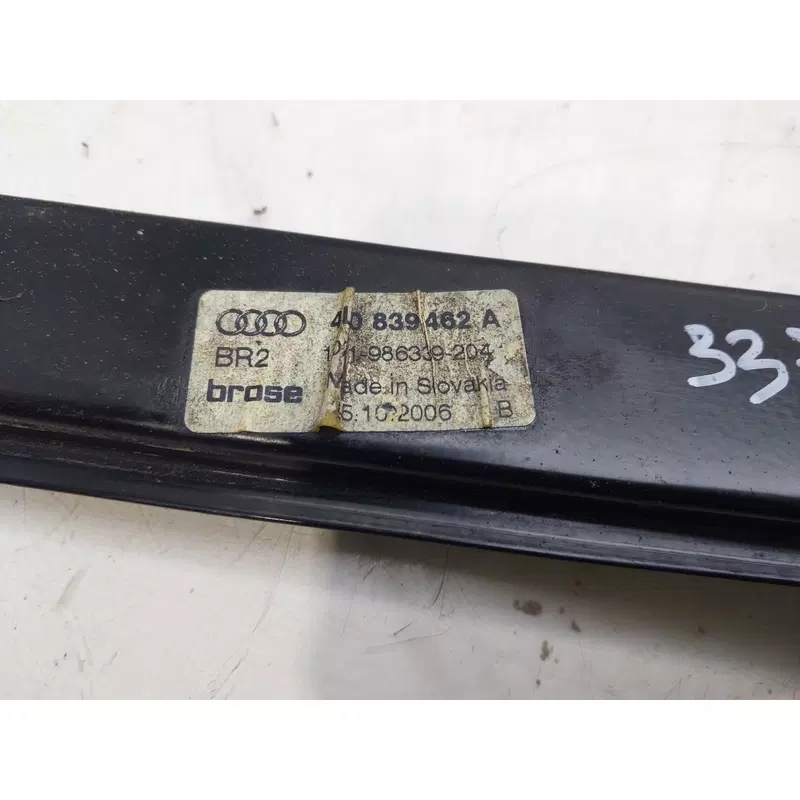 839 462 A
BR2
986339-204
brose
in Slovakia
.10.2006 B
33